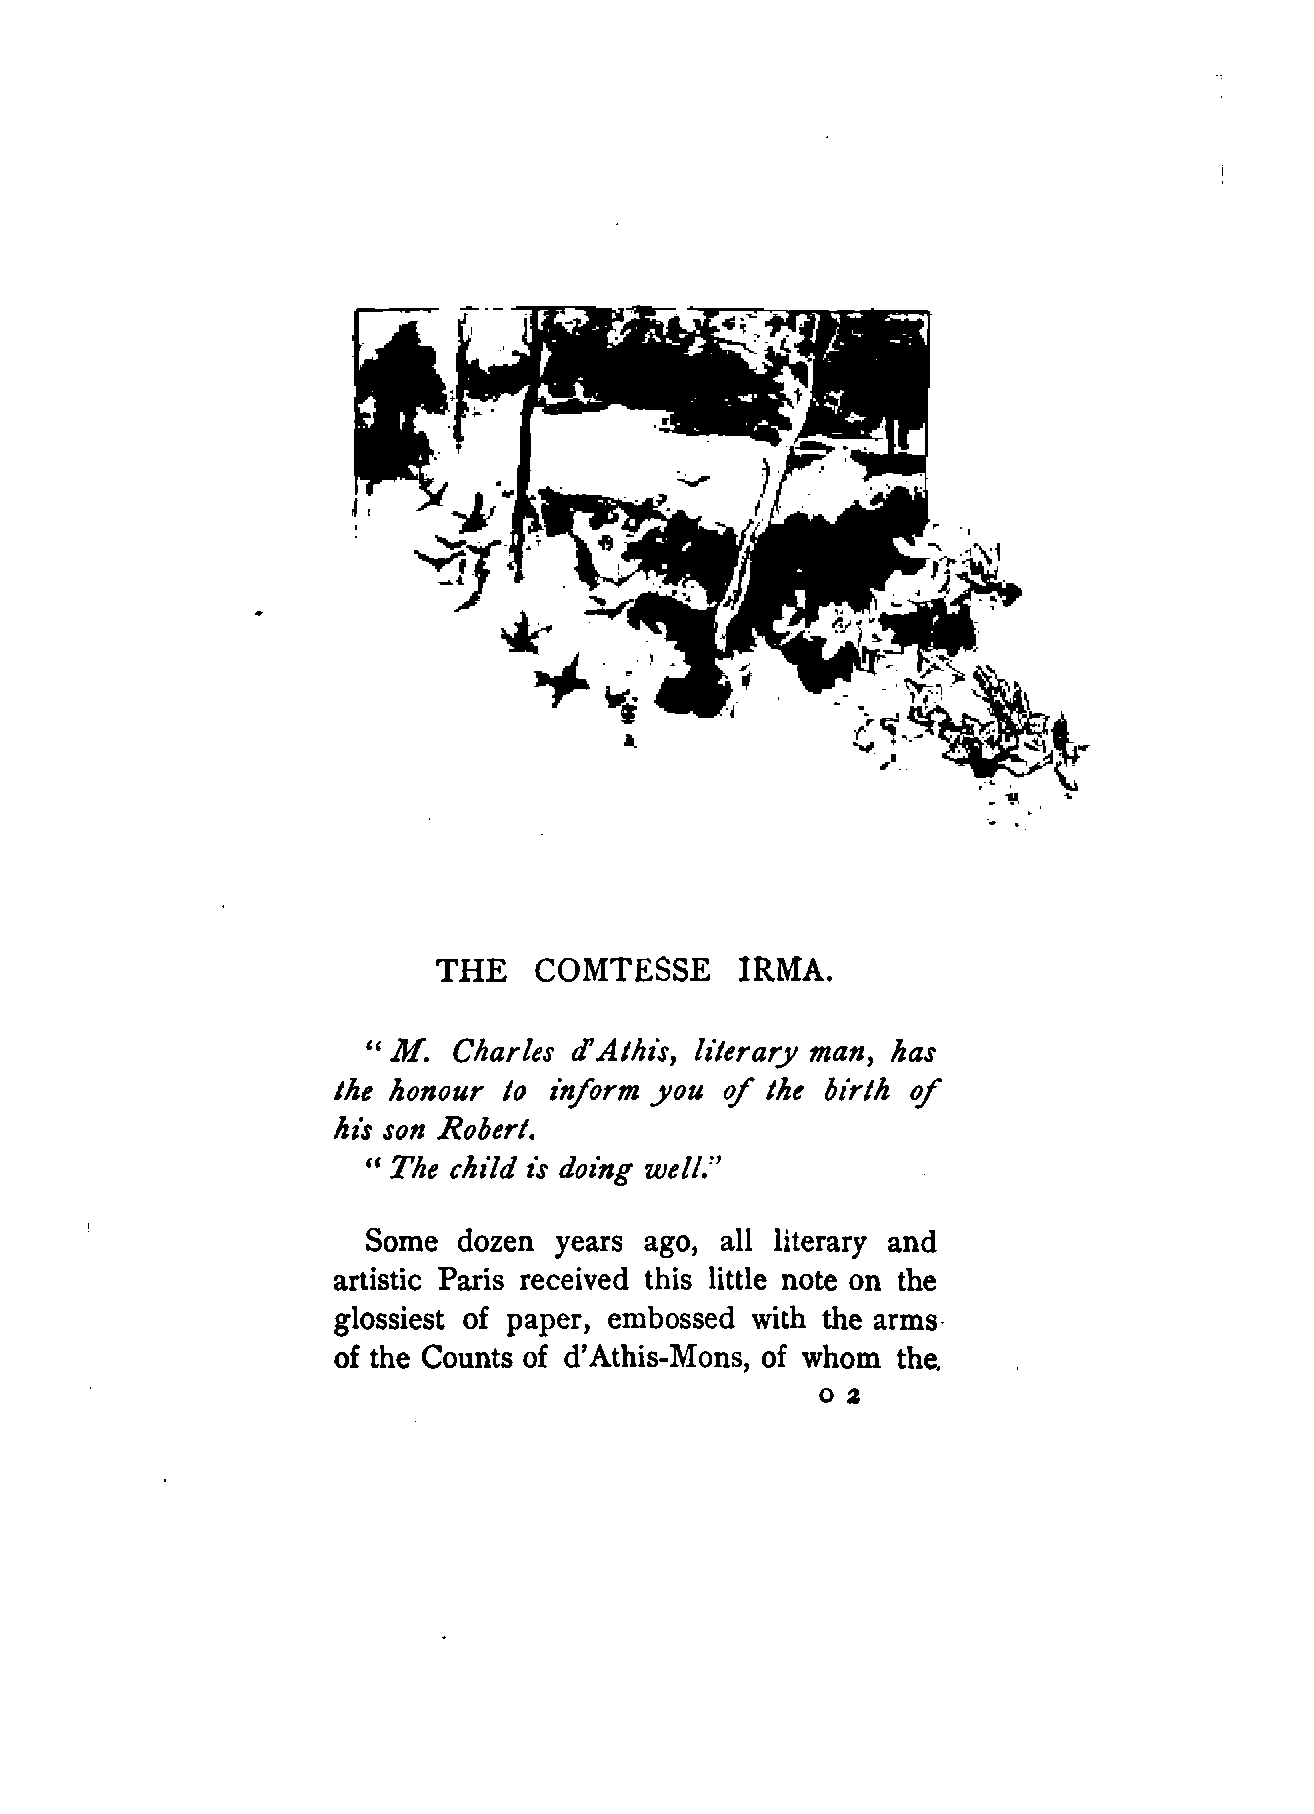 THE COMTESSE IRMA.
“ M. Charles d'Athis, literary man, has
the honour to inform you of the birth of
his son Robert.
“ The child is doing well.”
Some dozen years ago, all literary and
artistic Paris received this little note on the
glossiest of paper, embossed with the arms
of the Counts of d'Athis-Mons, of whom the
O 2